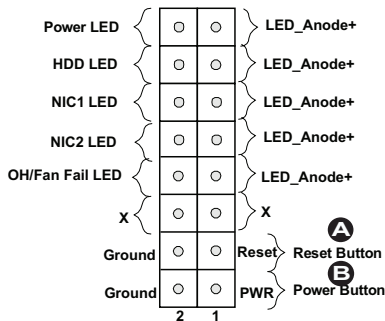 Power LED LED_Anode+
HDD LED LED_Anode+
NIC1 LED LED_Anode+
NIC2 LED LED_Anode+
OH/Fan Fail LED LED_Anode+
X X
A
Ground Reset Reset Button
B
Ground PWR Power Button
2 1